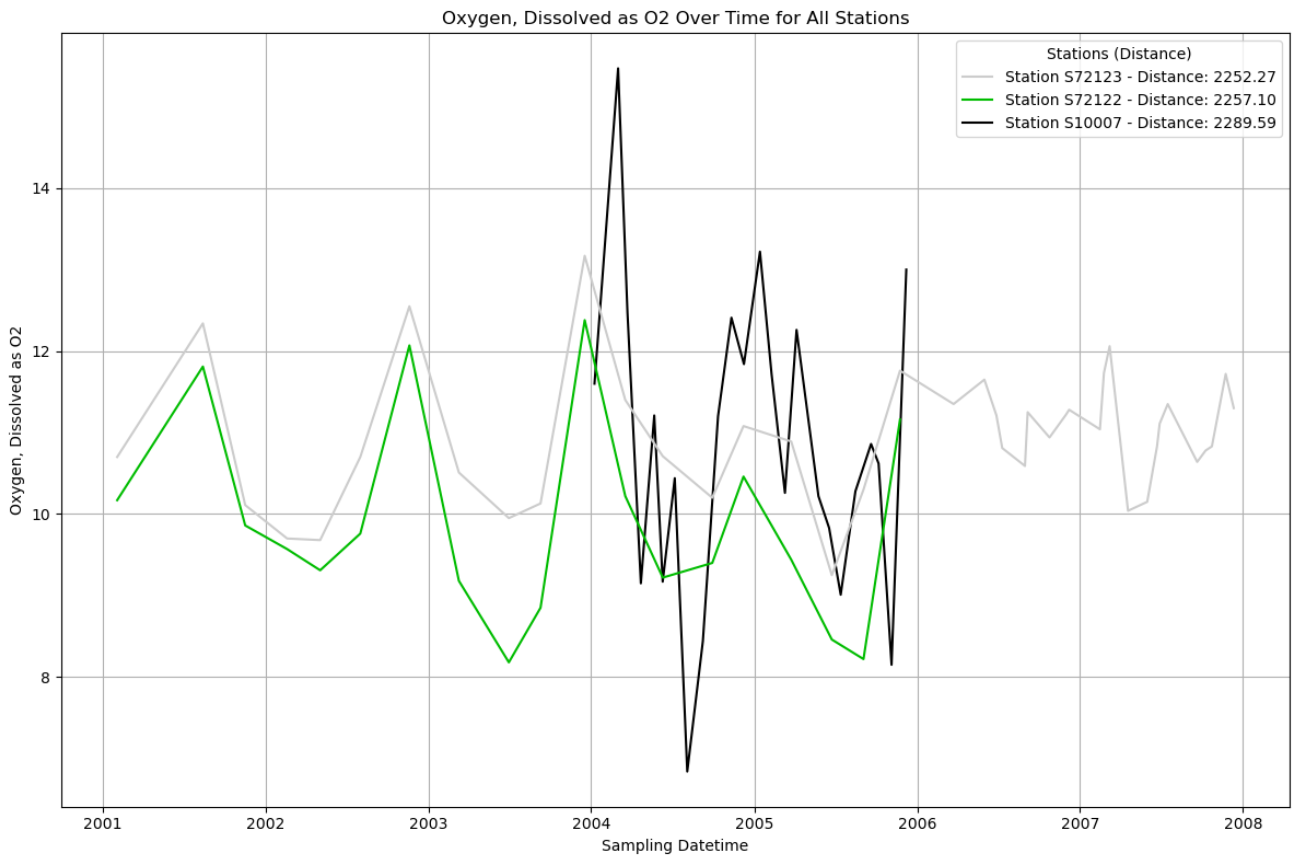 Oxygen, Dissolved as O2 Over Time for All Stations
Stations (Distance)
Station S72123 - Distance: 2252.27
Station S72122 - Distance: 2257.10
Station S10007 - Distance: 2289.59
Oxygen, Dissolved as O2
14
12
10
8
2001 2002 2003 2004 2005 2006 2007 2008
Sampling Datetime